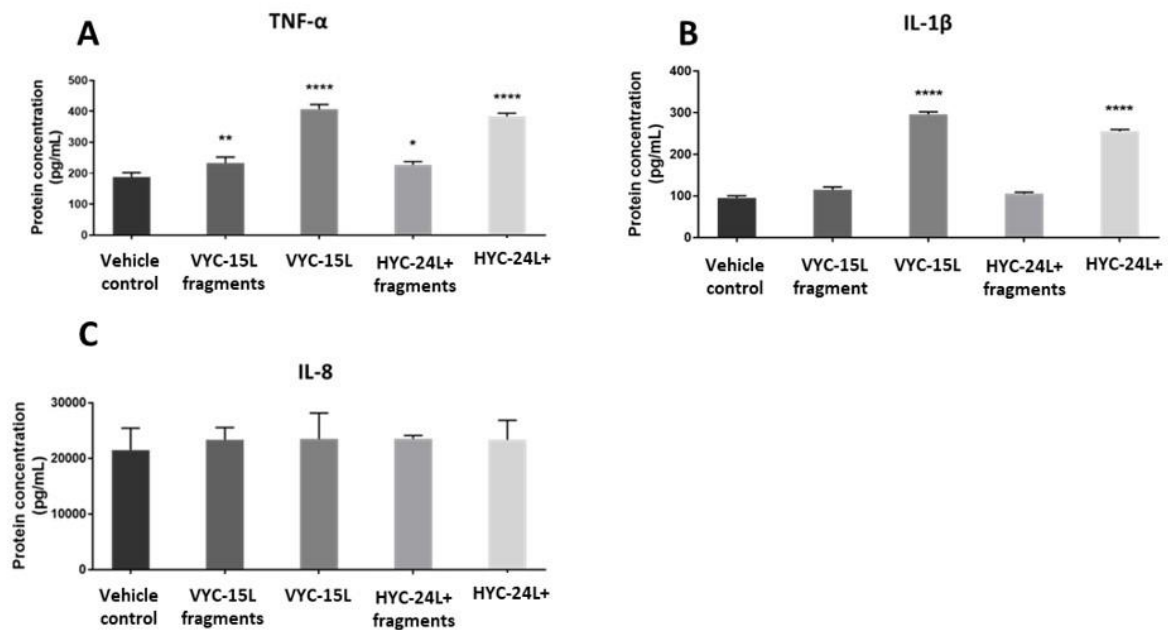 A
TNF-α
Protein concentration
(pg/mL)
500
400
300
200
100
0
**
****
*
****
Vehicle
control
VYC-15L
fragments
VYC-15L
HYC-24L+
fragments
HYC-24L+
B
IL-1β
Protein concentration
(pg/mL)
400
300
200
100
0
****
****
Vehicle
control
VYC-15L
fragment
VYC-15L
HYC-24L+
fragments
HYC-24L+
C
IL-8
Protein concentration
(pg/mL)
30000
20000
10000
0
Vehicle
control
VYC-15L
fragments
VYC-15L
HYC-24L+
fragments
HYC-24L+